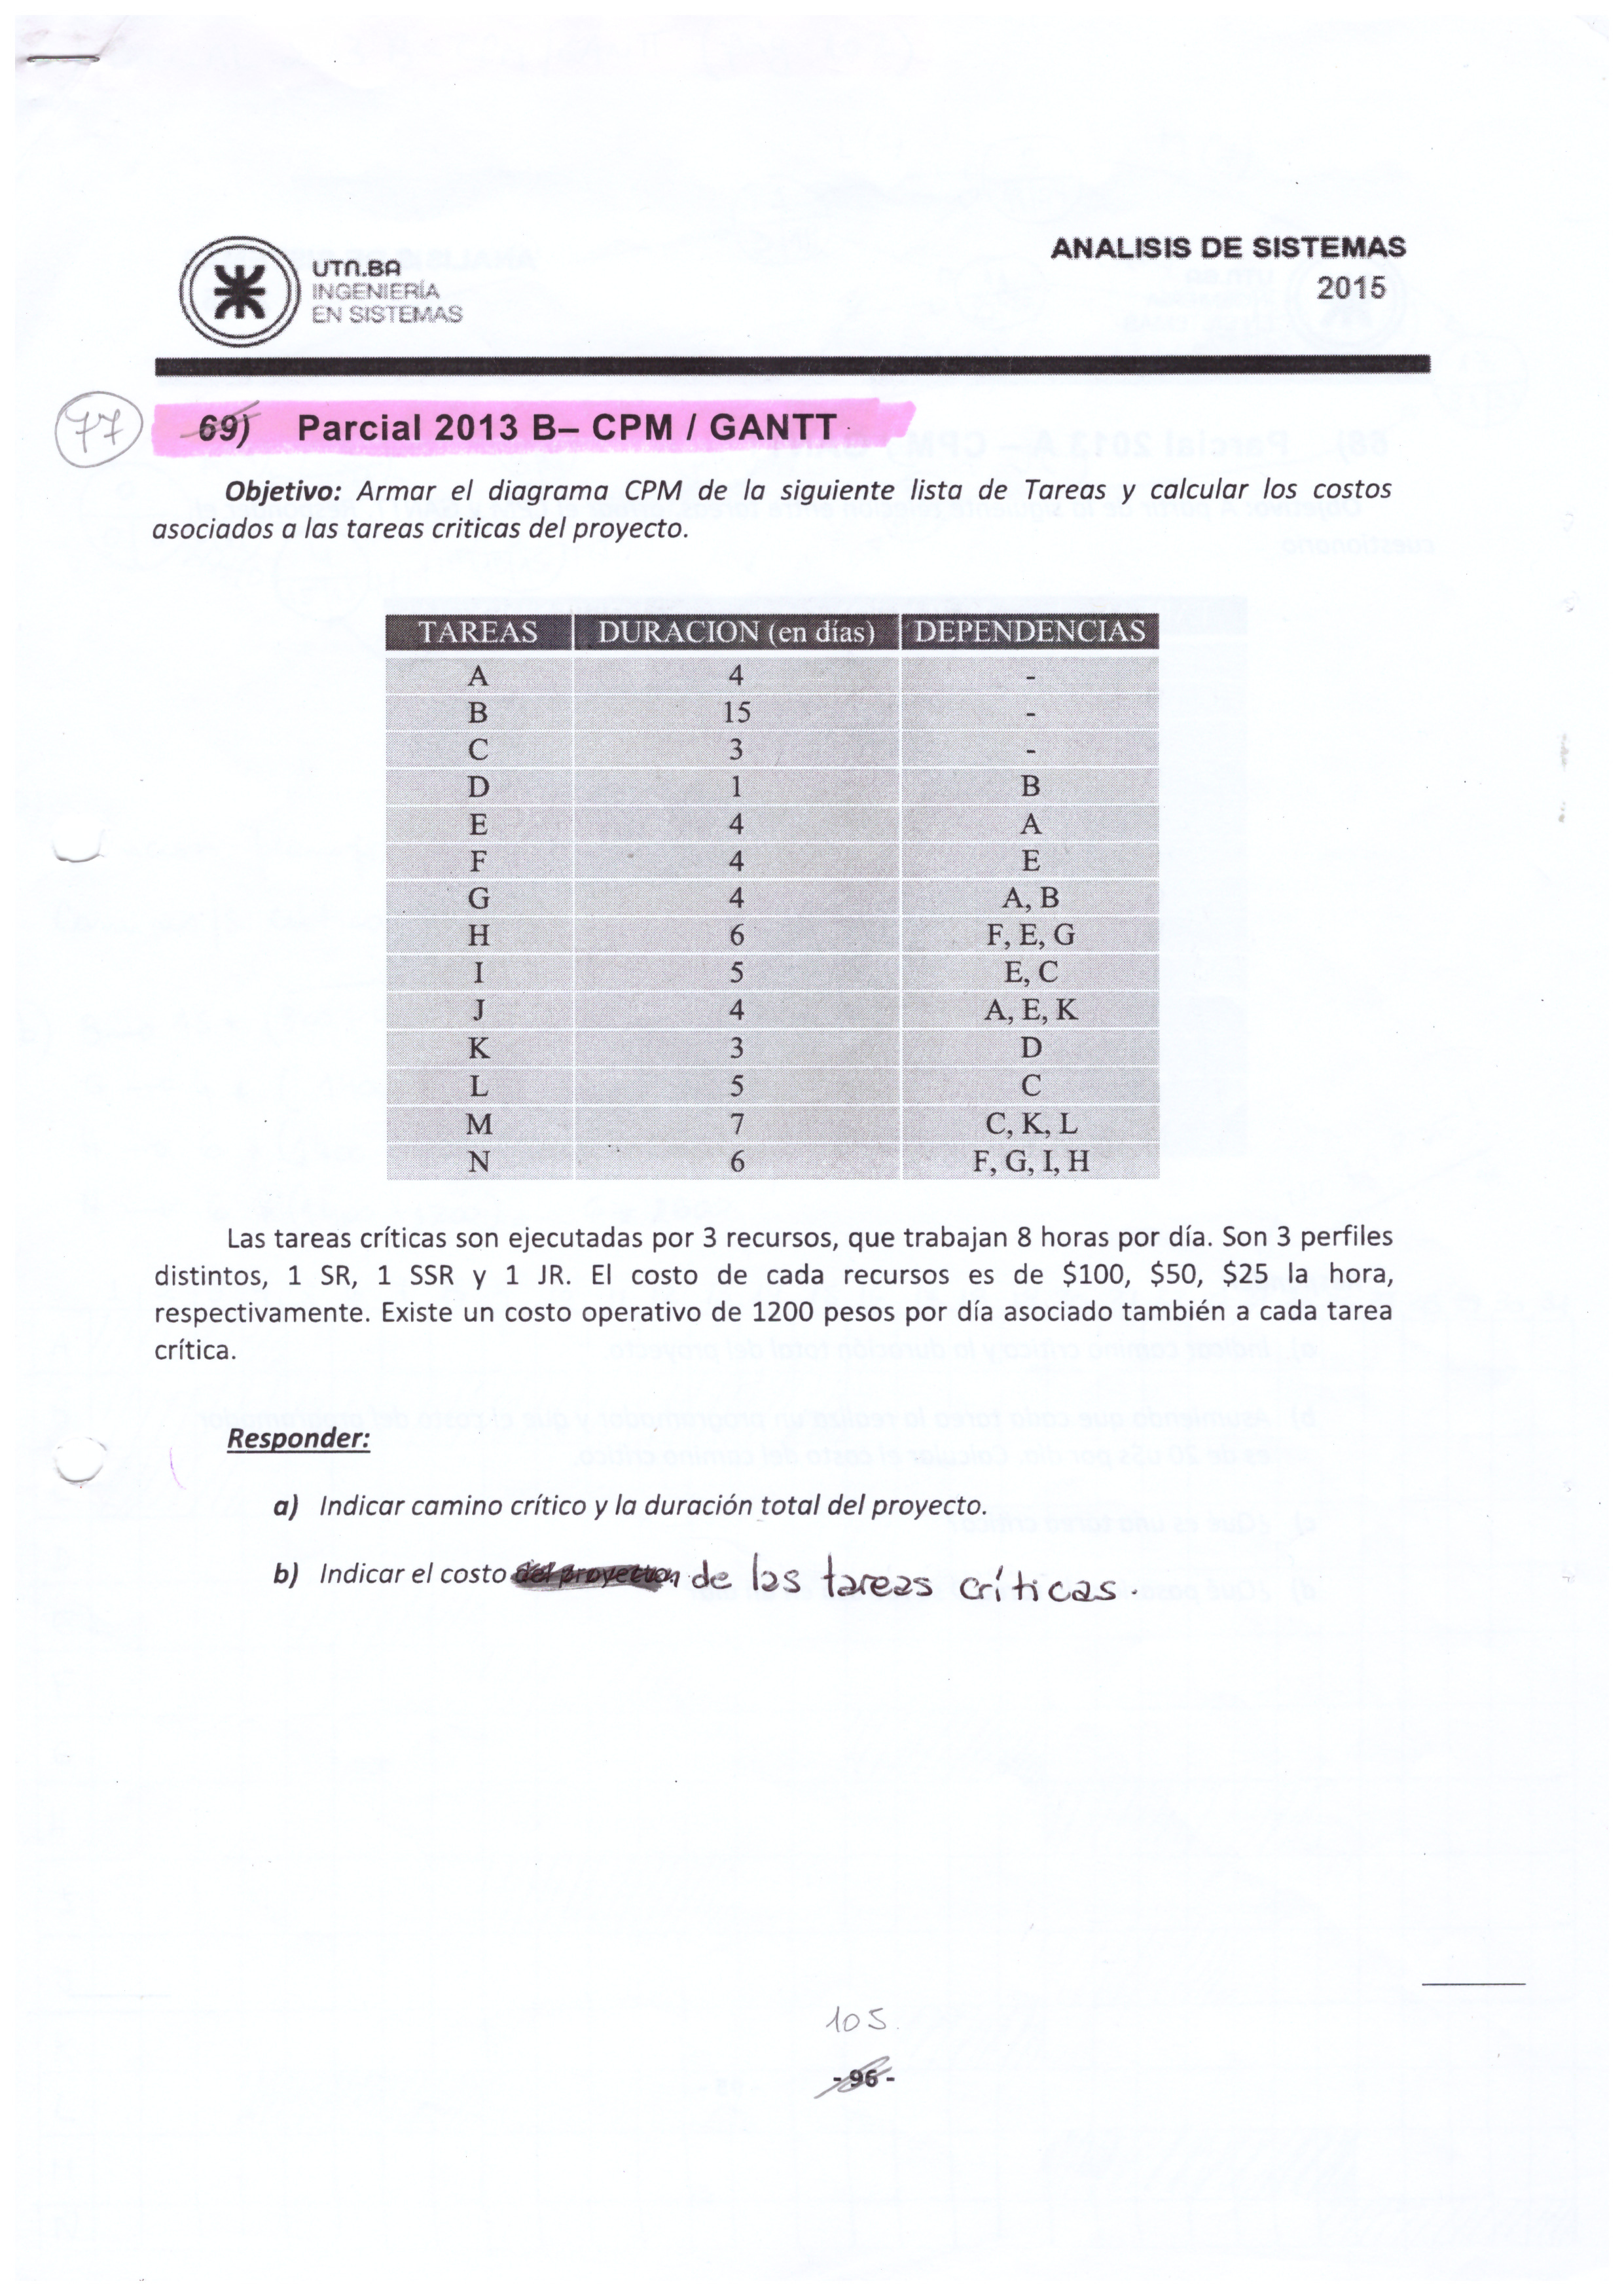 UTN.BA
INGENIERÍA
EN SISTEMAS
ANALISIS DE SISTEMAS
2015
77
69) Parcial 2013 B– CPM / GANTT
Objetivo: Armar el diagrama CPM de la siguiente lista de Tareas y calcular los costos
asociados a las tareas criticas del proyecto.
TAREAS DURACION (en días) DEPENDENCIAS
A 4 -
B 15 -
C 3 -
D 1 B
E 4 A
F 4 E
G 4 A, B
H 6 F, E, G
I 5 E, C
J 4 A, E, K
K 3 D
L 5 C
M 7 C, K, L
N 6 F, G, I, H
Las tareas críticas son ejecutadas por 3 recursos, que trabajan 8 horas por día. Son 3 perfiles
distintos, 1 SR, 1 SSR y 1 JR. El costo de cada recursos es de $100, $50, $25 la hora,
respectivamente. Existe un costo operativo de 1200 pesos por día asociado también a cada tarea
crítica.
Responder:
a) Indicar camino crítico y la duración total del proyecto.
b) Indicar el costo de las tareas críticas.
105
- 96 -